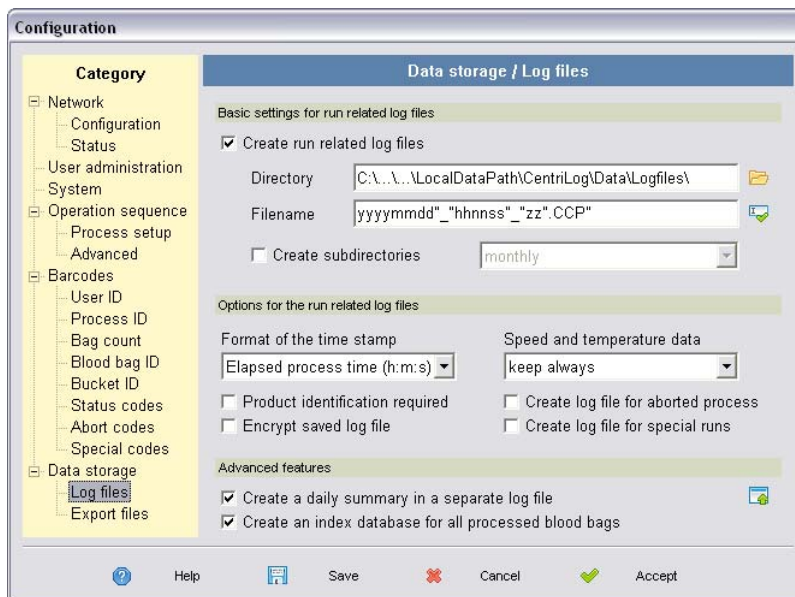 Configuration
Category
Network
Configuration
Status
User administration
System
Operation sequence
Process setup
Advanced
Barcodes
User ID
Process ID
Bag count
Blood bag ID
Bucket ID
Status codes
Abort codes
Special codes
Data storage
Log files
Export files
Data storage / Log files
Basic settings for run related log files
Create run related log files
Directory C:\...\...\LocalDataPath\CentriLog\Data\Logfiles\
Filename yyyymmdd"_"hhnnss"_"zz".CCP"
Create subdirectories monthly
Options for the run related log files
Format of the time stamp Speed and temperature data
Elapsed process time (h:m:s) keep always
Product identification required Create log file for aborted process
Encrypt saved log file Create log file for special runs
Advanced features
Create a daily summary in a separate log file
Create an index database for all processed blood bags
Help Save Cancel Accept